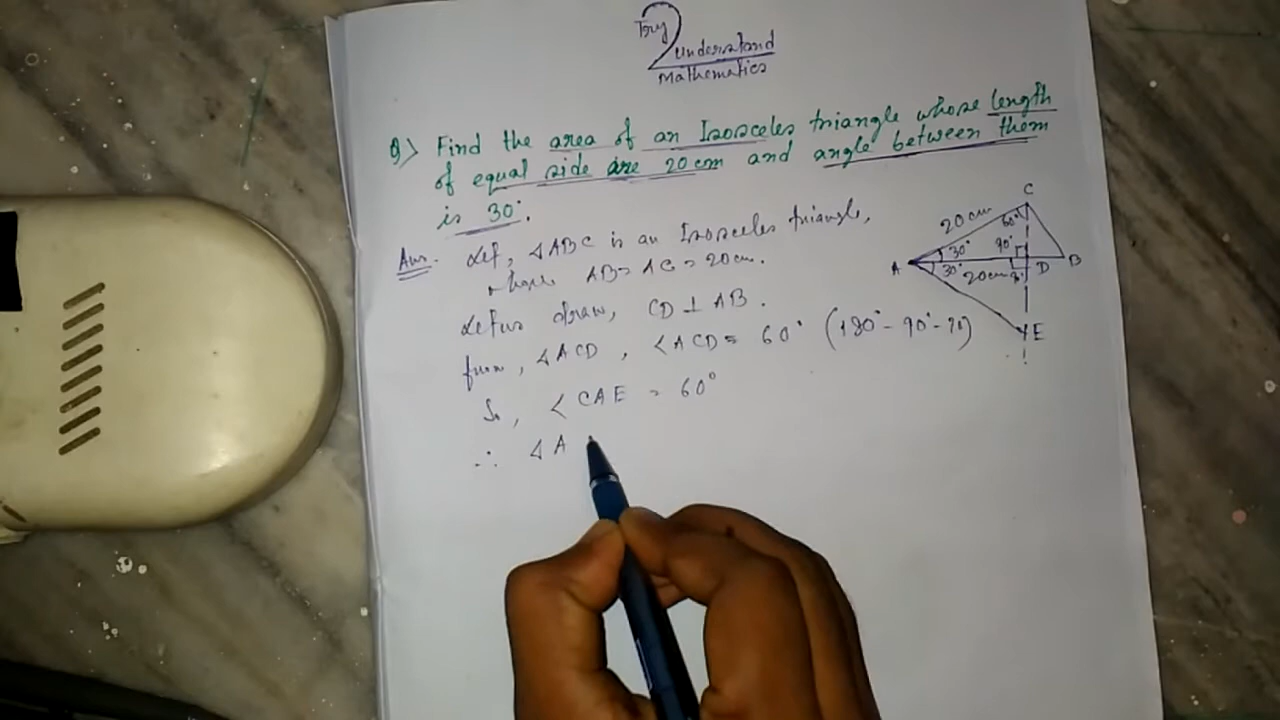 Try 2 understand
Mathematics
Q> Find the area of an Isosceles triangle whose length
of equal side are 20 cm and angle between them
is 30°.
Ans. Let, ⊿ABC is an Isosceles triangle,
where AB = AC = 20 cm.
Let us draw, CD ⊥ AB.
from, ⊿ACD, <ACD = 60° (180° - 90° - 30)
So, <CAE = 60°
∴ ⊿A
C
20 cm
60°
30°
90°
A
30°
20 cm
D
B
E